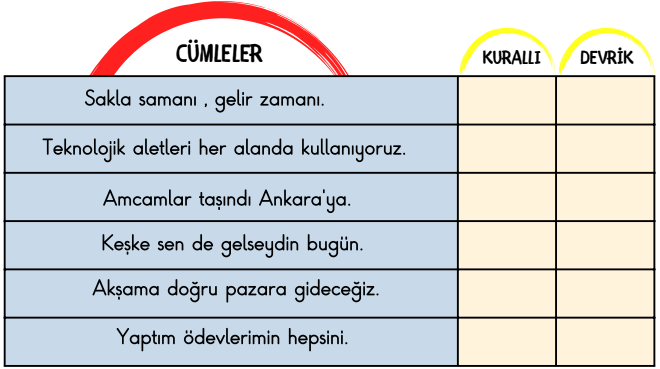 CÜMLELER KURALLI DEVRİK
Sakla samanı , gelir zamanı.
Teknolojik aletleri her alanda kullanıyoruz.
Amcamlar taşındı Ankara'ya.
Keşke sen de gelseydin bugün.
Akşama doğru pazara gideceğiz.
Yaptım ödevlerimin hepsini.